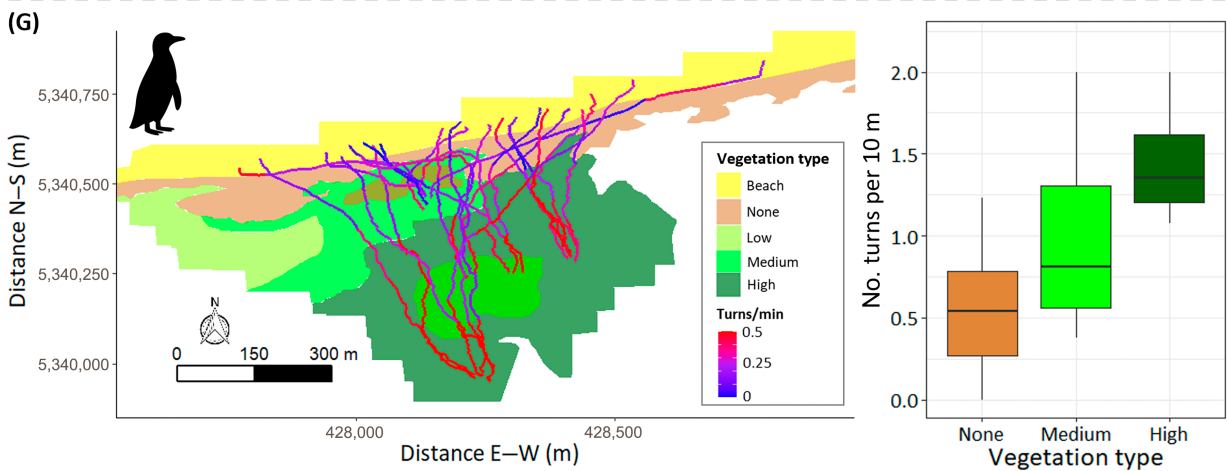 (G)
Distance N–S (m)
5,340,750
5,340,500
5,340,250
5,340,000
N
0 150 300 m
428,000 428,500
Distance E–W (m)
Vegetation type
Beach
None
Low
Medium
High
Turns/min
0.5
0.25
0
No. turns per 10 m
2.0
1.5
1.0
0.5
0.0
None Medium High
Vegetation type